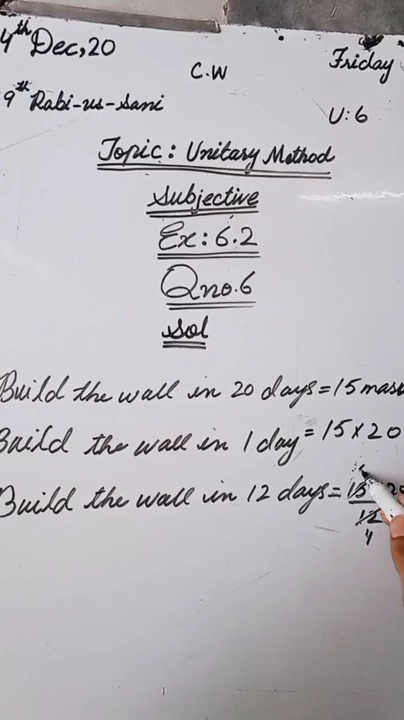 4th Dec,20
C.W
Friday
9th Rabi-us-Sani
U:6
Topic: Unitary Method
Subjective
Ex: 6.2
Qno.6
Sol
Build the wall in 20 days = 15
Build the wall in 1 day = 15 x 20
Build the wall in 12 days = 15
12
4